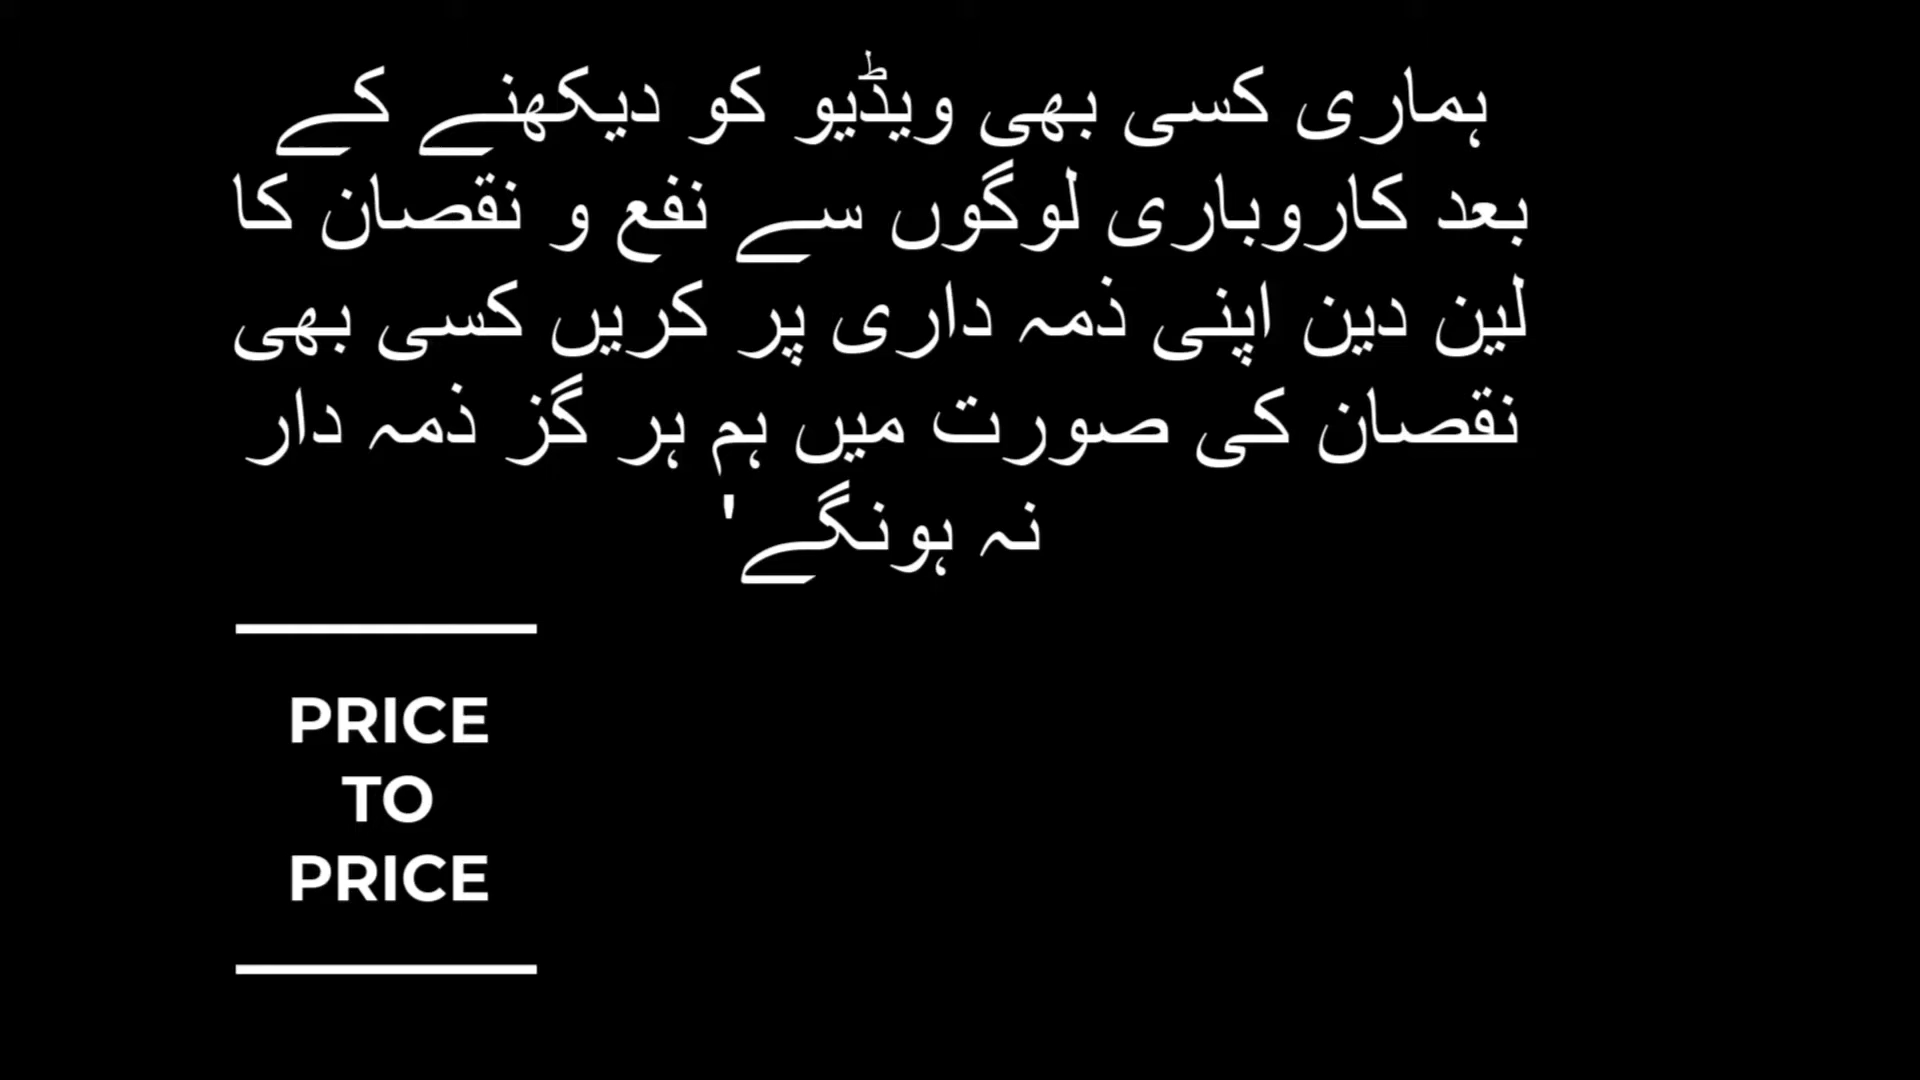 ہماری کسی بھی ویڈیو کو دیکھنے کے
بعد کاروباری لوگوں سے نفع و نقصان کا
لین دین اپنی ذمہ داری پر کریں کسی بھی
نقصان کی صورت میں ہم ہر گز ذمہ دار
نہ ہونگے'
PRICE
TO
PRICE